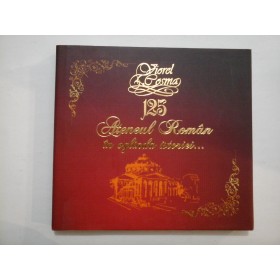 Viorel
Cosma
125
Ateneul Român
în oglinda istoriei...